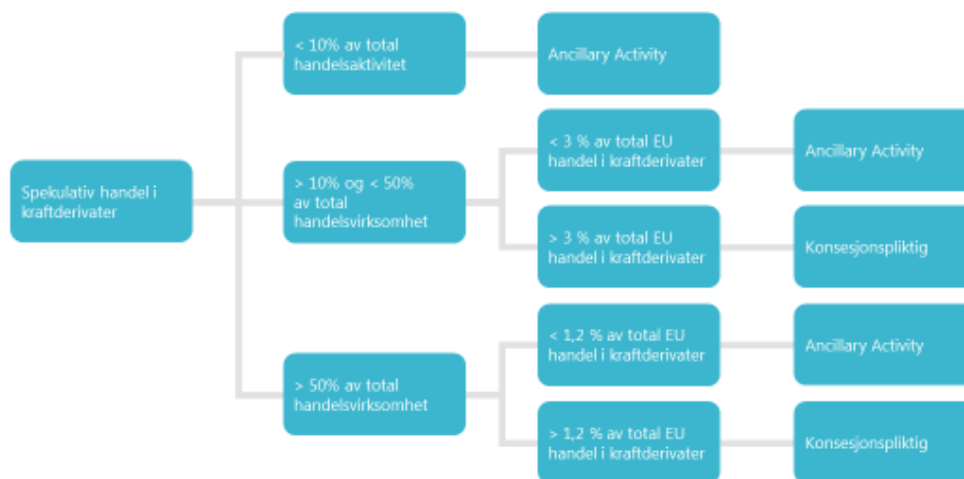 Spekulativ handel i
kraftderivater
< 10% av total
handelsaktivitet
Ancillary Activity
> 10% og < 50%
av total
handelsvirksomhet
< 3 % av total EU
handel i kraftderivater
Ancillary Activity
> 3 % av total EU
handel i kraftderivater
Konsesjonspliktig
> 50% av total
handelsvirksomhet
< 1,2 % av total EU
handel i kraftderivater
Ancillary Activity
> 1,2 % av total EU
handel i kraftderivater
Konsesjonspliktig